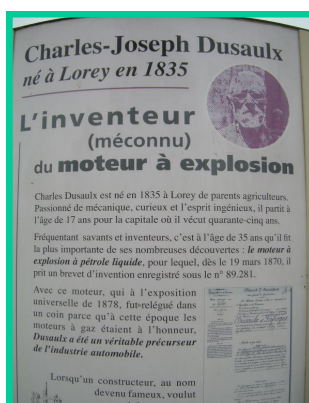 Charles-Joseph Dusaulx
né à Lorey en 1835
L'inventeur
(méconnu)
du moteur à explosion
Charles Dusaulx est né en 1835 à Lorey de parents agriculteurs.
Passionné de mécanique, curieux et l'esprit ingénieux, il partit à
l'âge de 17 ans pour la capitale où il vécut quarante-cinq ans.
Fréquentant savants et inventeurs, c'est à l'âge de 35 ans qu'il fit
la plus importante de ses nombreuses découvertes : le moteur à
explosion à pétrole liquide, pour lequel, dès le 19 mars 1870, il
prit un brevet d'invention enregistré sous le n° 89.281.
Avec ce moteur, qui à l'exposition
universelle de 1878, fut relégué dans
un coin parce qu'à cette époque les
moteurs à gaz étaient à l'honneur,
Dusaulx a été un véritable précurseur
de l'industrie automobile.
Lorsqu'un constructeur, au nom
devenu fameux, voulut